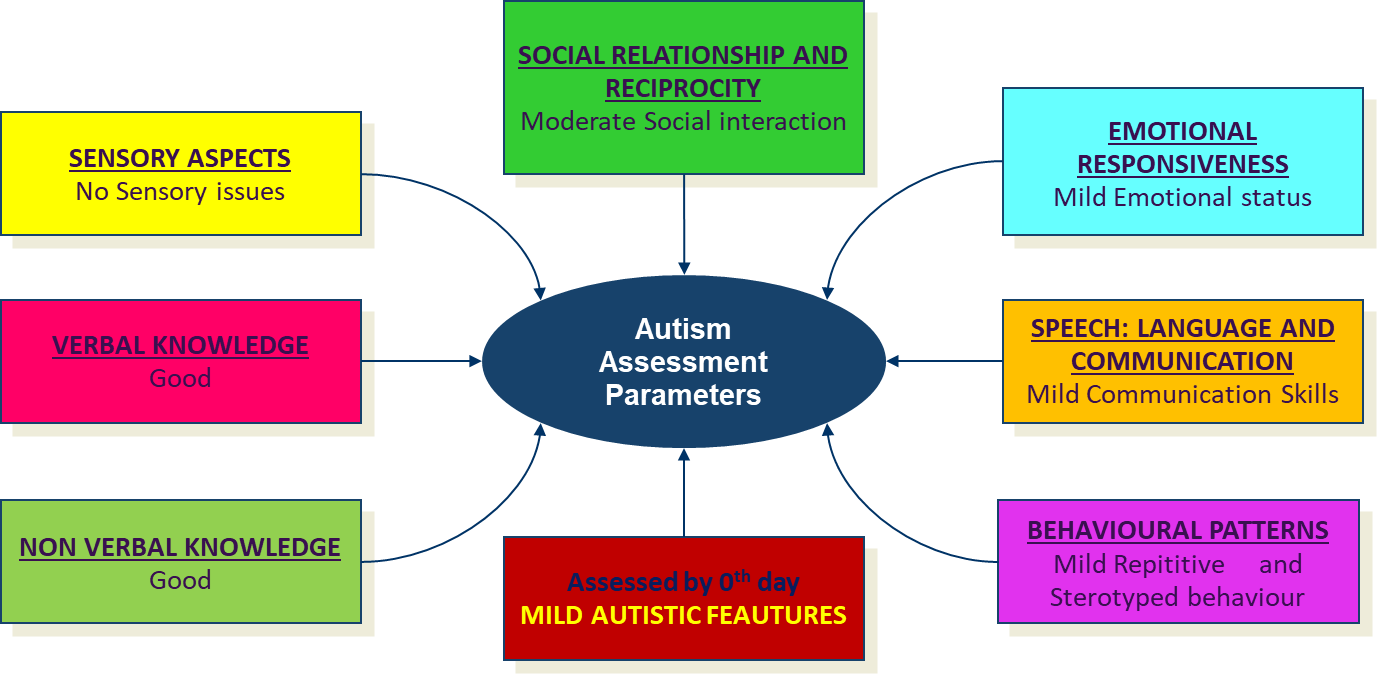 SOCIAL RELATIONSHIP AND
RECIPROCITY
Moderate Social interaction
SENSORY ASPECTS
No Sensory issues
EMOTIONAL
RESPONSIVENESS
Mild Emotional status
VERBAL KNOWLEDGE
Good
Autism
Assessment
Parameters
SPEECH: LANGUAGE AND
COMMUNICATION
Mild Communication Skills
NON VERBAL KNOWLEDGE
Good
Assessed by 0th day
MILD AUTISTIC FEAUTURES
BEHAVIOURAL PATTERNS
Mild Repititive and
Sterotyped behaviour